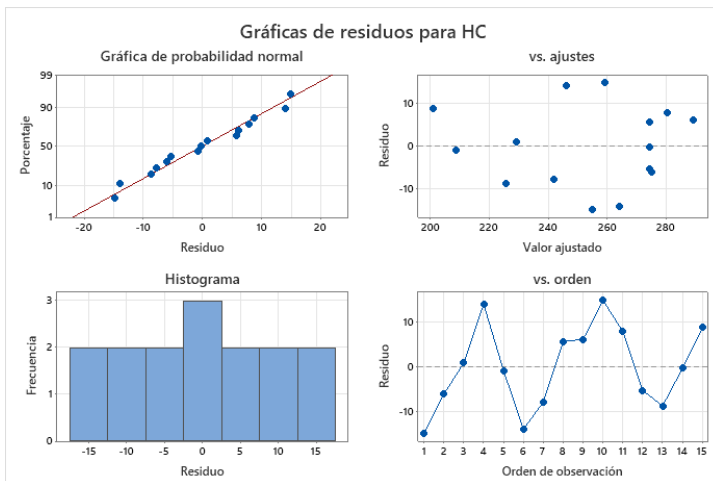 Gráficas de residuos para HC
Gráfica de probabilidad normal
99
90
50
10
1
Porcentaje
-20 -10 0 10 20
Residuo
vs. ajustes
10
0
-10
Residuo
200 220 240 260 280
Valor ajustado
Histograma
3
2
1
0
Frecuencia
-15 -10 -5 0 5 10 15
Residuo
vs. orden
10
0
-10
Residuo
1 2 3 4 5 6 7 8 9 10 11 12 13 14 15
Orden de observación